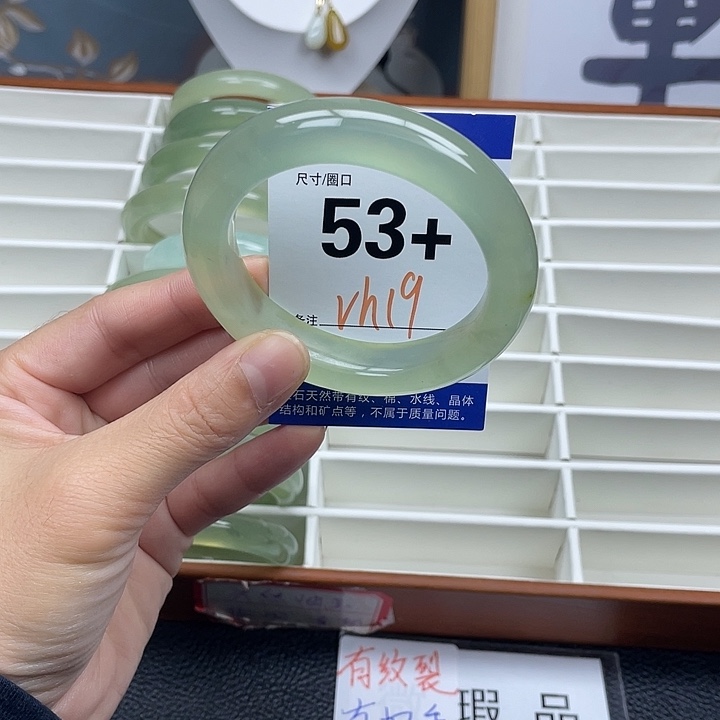 尺寸/圈口
53+
备注 vh19
石天然带有纹、棉、水线、晶体
结构和矿点等，不属于质量问题。
有纹裂
瑕 品